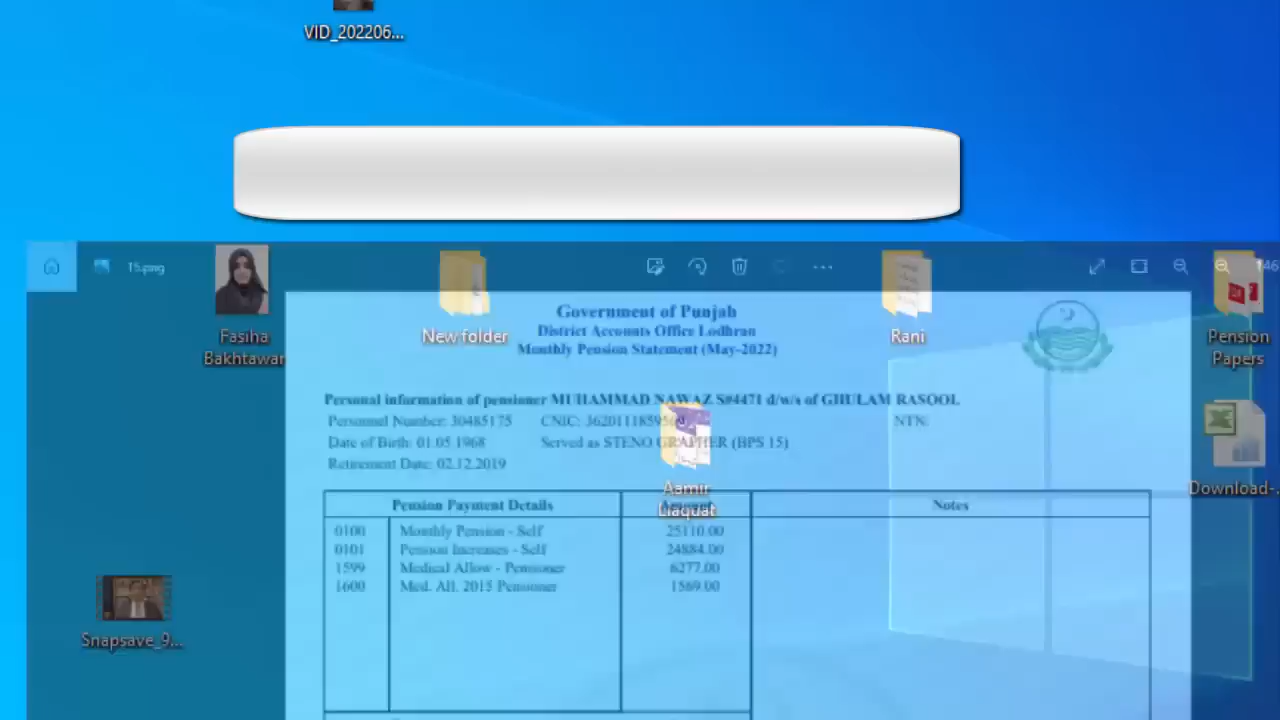 VID_202206...
15.png
146
Fasiha
Bakhtawar
New folder
Rani
Pension
Papers
Government of Punjab
District Accounts Office Lodhran
Monthly Pension Statement (May-2022)
Personal information of pensioner MUHAMMAD NAWAZ S#4471 d/w/s of GHULAM RASOOL
Personnel Number: 30485175 CNIC: NTN:
Date of Birth: 01.05.1968 Served as STENO GRAPHER (BPS 15)
Retirement Date: 02.12.2019
Aamir
Liaquat
Download-...
Pension Payment Details Amount Notes
0100 Monthly Pension - Self 25110.00
0101 Pension Increases - Self 24884.00
1599 Medical Allow - Pensioner 6277.00
1600 Med. All. 2015 Pensioner 1569.00
Snapsave_9...